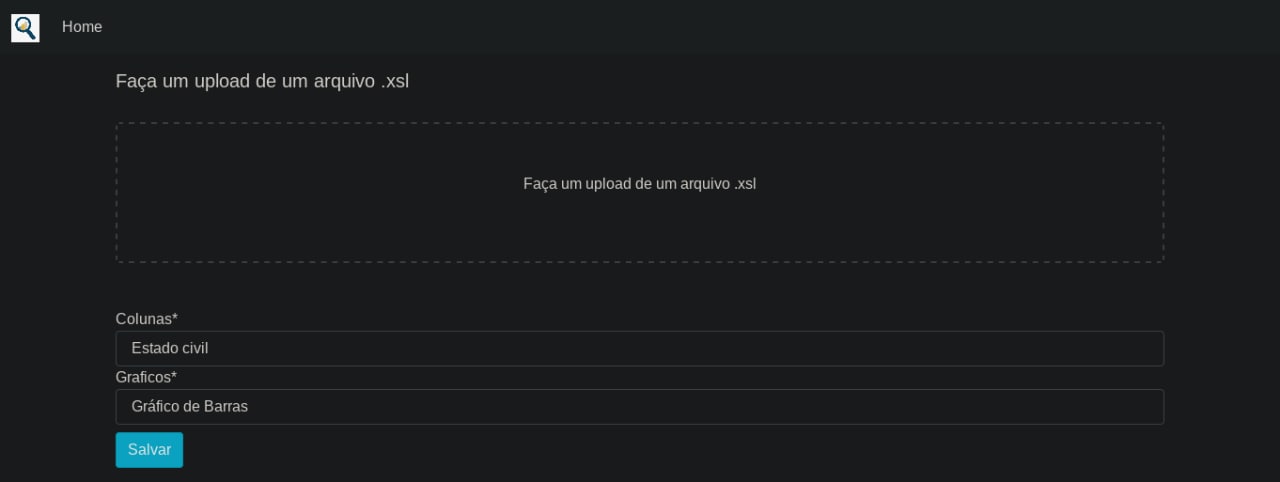 Home
Faça um upload de um arquivo .xsl
Faça um upload de um arquivo .xsl
Colunas*
Estado civil
Graficos*
Gráfico de Barras
Salvar